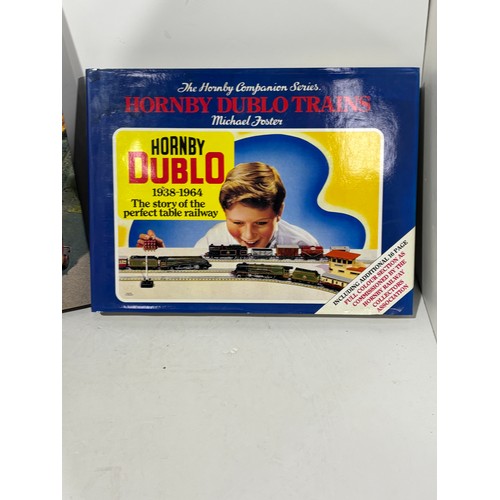 The Hornby Companion Series.
HORNBY DUBLO TRAINS
Michael Foster
HORNBY
DUBLO
1938-1964
The story of the
perfect table railway
INCLUDING ADDITIONAL 16 PAGE
FULL COLOUR SECTION AS
COMMISSIONED BY THE
HORNBY RAILWAY
COLLECTORS
ASSOCIATION